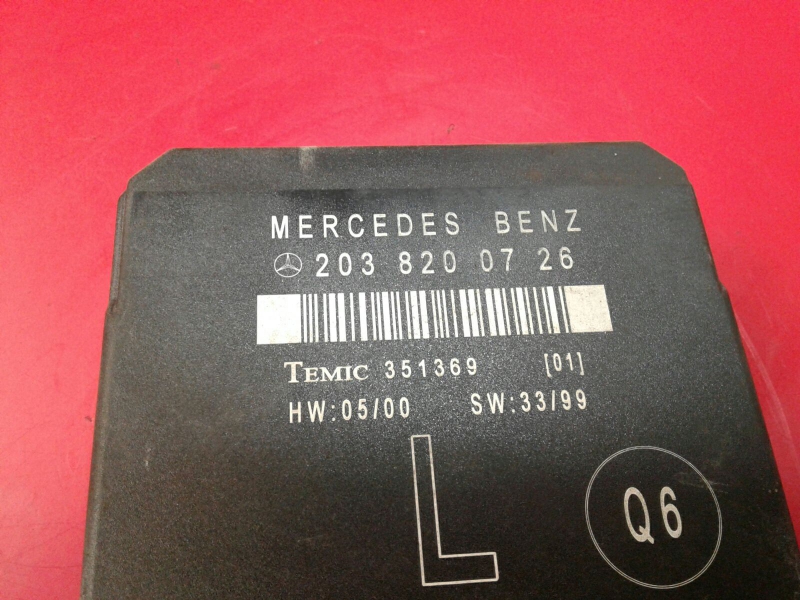 MERCEDES BENZ
203 820 07 26
TEMIC 351369 [01]
HW:05/00 SW:33/99
L
Q6